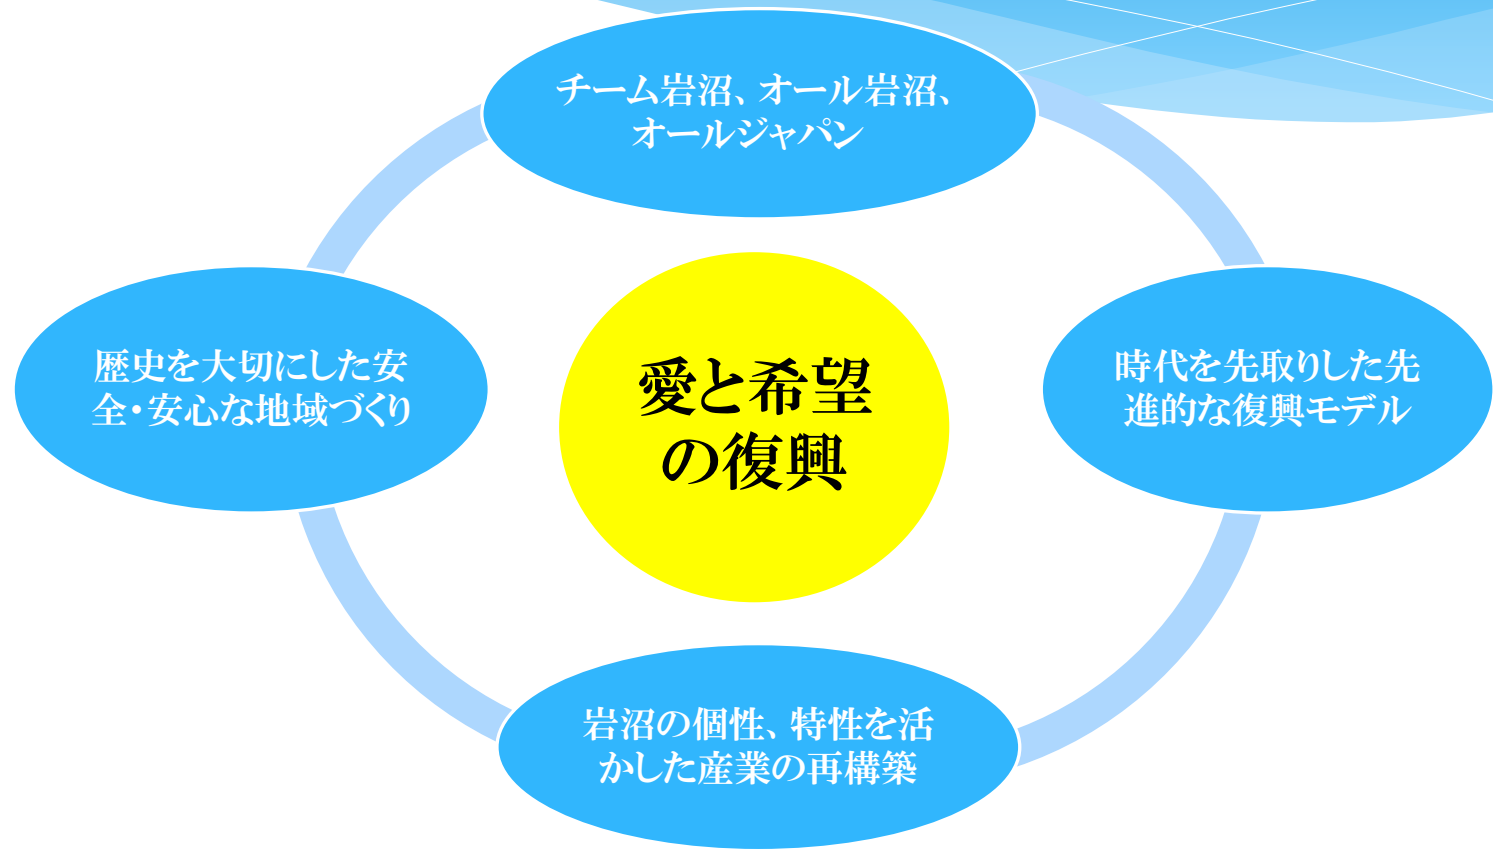 チーム岩沼、オール岩沼、
オールジャパン
歴史を大切にした安
全・安心な地域づくり
愛と希望
の復興
時代を先取りした先
進的な復興モデル
岩沼の個性、特性を活
かした産業の再構築